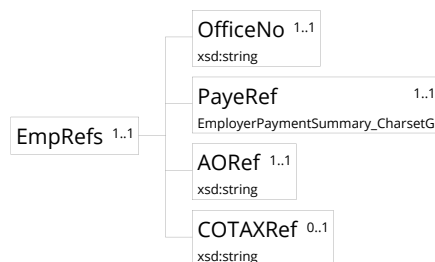 OfficeNo 1..1
xsd:string
PayeRef 1..1
EmployerPaymentSummary_CharsetG
EmpRefs 1..1
AORef 1..1
xsd:string
COTAXRef 0..1
xsd:string